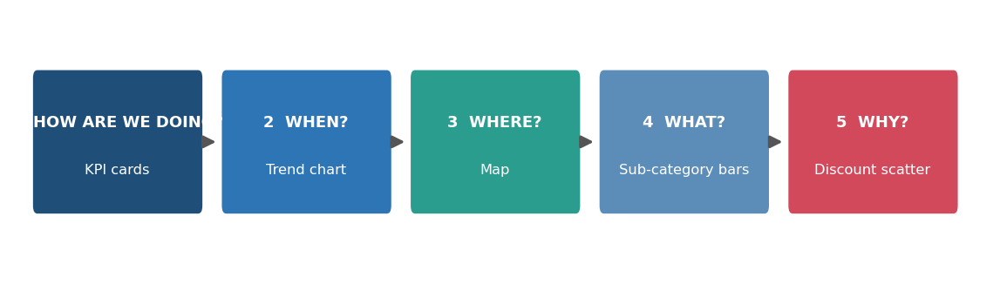 HOW ARE WE DOING?
KPI cards
2 WHEN?
Trend chart
3 WHERE?
Map
4 WHAT?
Sub-category bars
5 WHY?
Discount scatter